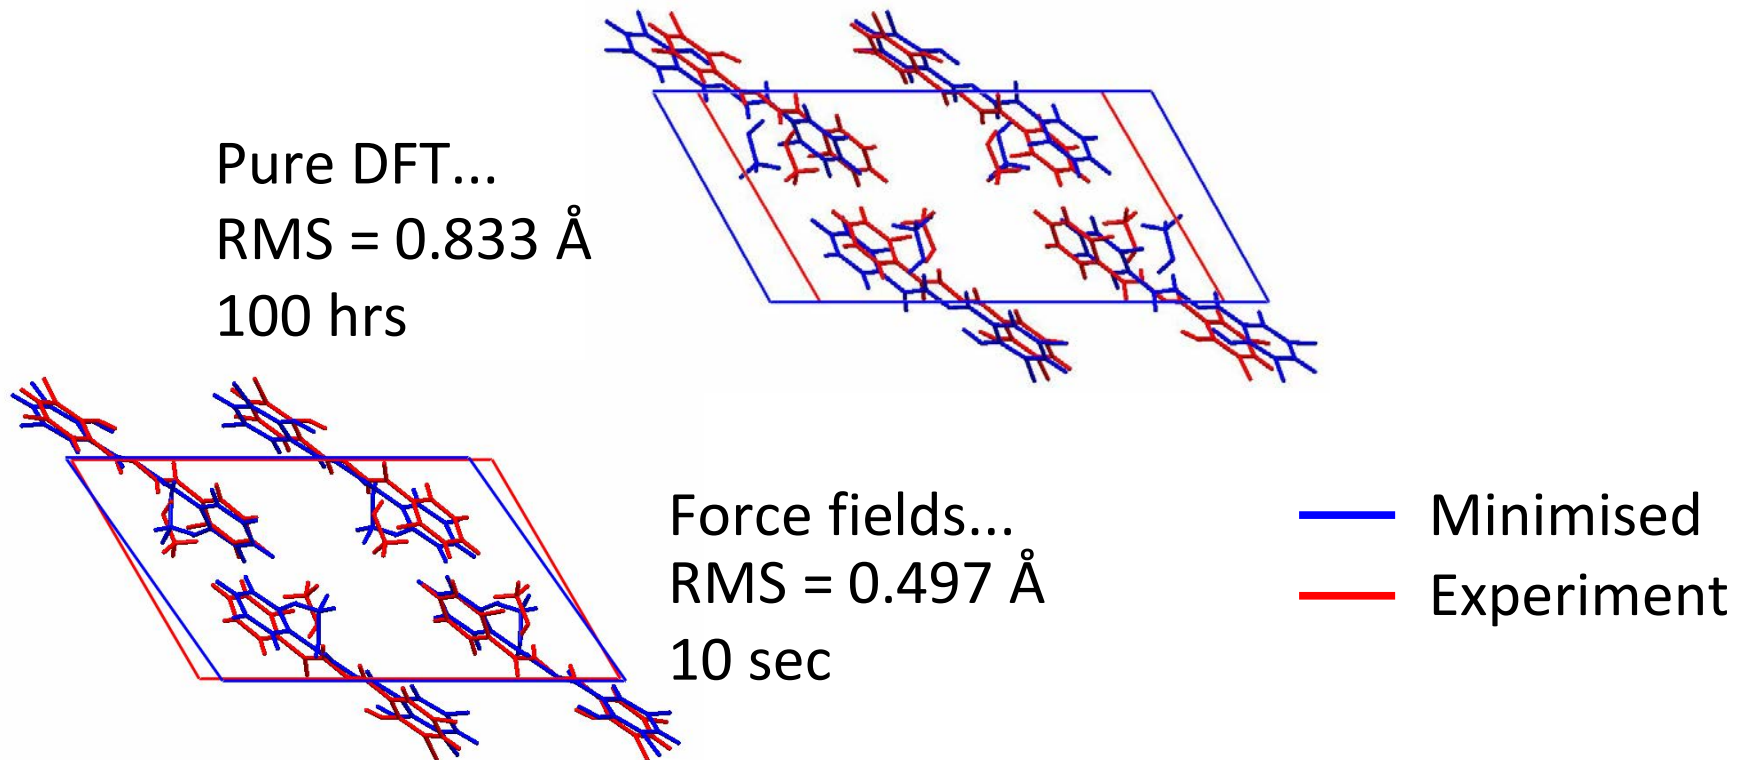 Pure DFT...
RMS = 0.833 Å
100 hrs
Force fields...
RMS = 0.497 Å
10 sec
Minimised
Experiment